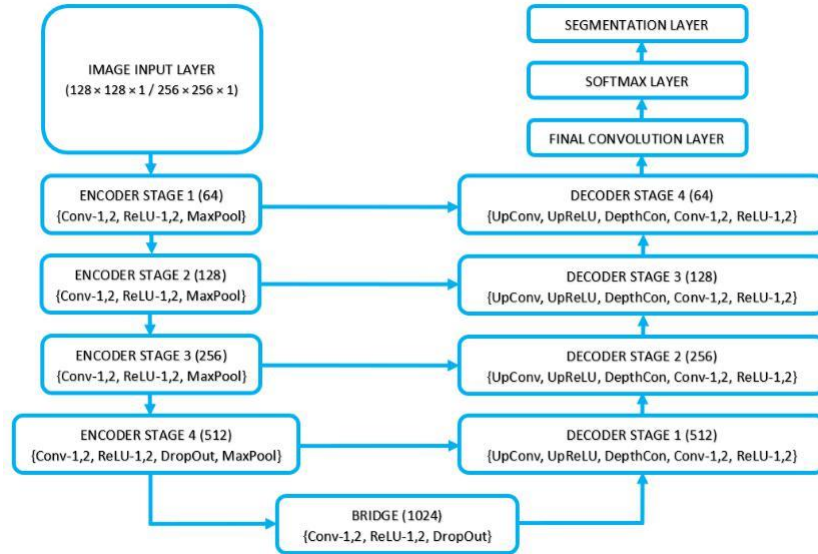 IMAGE INPUT LAYER
(128 × 128 × 1 / 256 × 256 × 1)
ENCODER STAGE 1 (64)
{Conv-1,2, ReLU-1,2, MaxPool}
ENCODER STAGE 2 (128)
{Conv-1,2, ReLU-1,2, MaxPool}
ENCODER STAGE 3 (256)
{Conv-1,2, ReLU-1,2, MaxPool}
ENCODER STAGE 4 (512)
{Conv-1,2, ReLU-1,2, DropOut, MaxPool}
BRIDGE (1024)
{Conv-1,2, ReLU-1,2, DropOut}
SEGMENTATION LAYER
SOFTMAX LAYER
FINAL CONVOLUTION LAYER
DECODER STAGE 4 (64)
{UpConv, UpReLU, DepthCon, Conv-1,2, ReLU-1,2}
DECODER STAGE 3 (128)
{UpConv, UpReLU, DepthCon, Conv-1,2, ReLU-1,2}
DECODER STAGE 2 (256)
{UpConv, UpReLU, DepthCon, Conv-1,2, ReLU-1,2}
DECODER STAGE 1 (512)
{UpConv, UpReLU, DepthCon, Conv-1,2, ReLU-1,2}